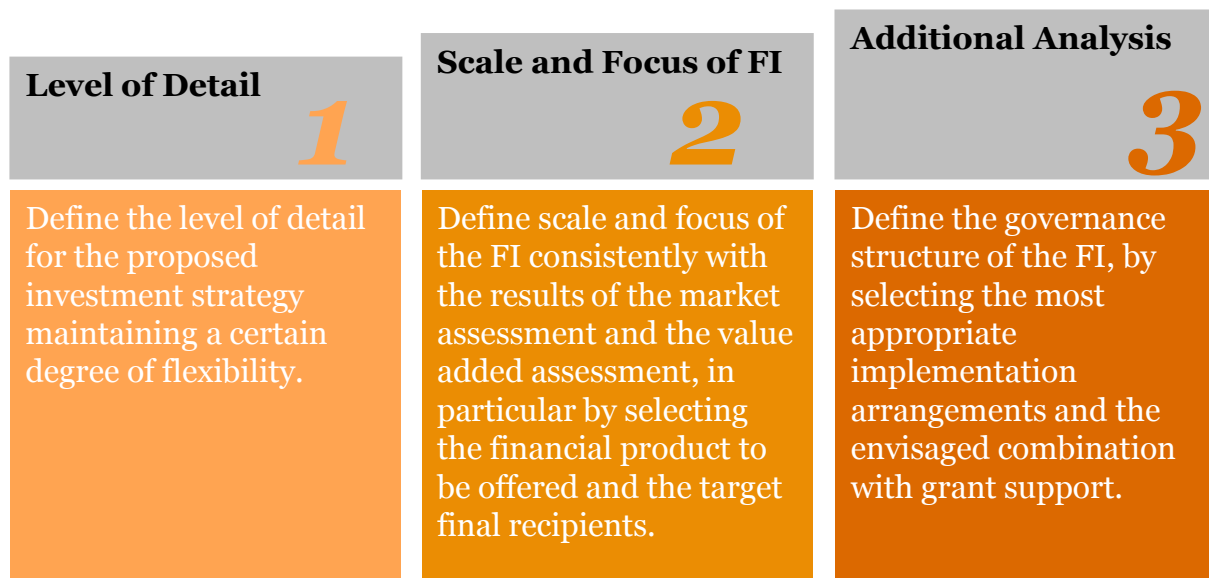 Level of Detail
1
Define the level of detail
for the proposed
investment strategy
maintaining a certain
degree of flexibility.
Scale and Focus of FI
2
Define scale and focus of
the FI consistently with
the results of the market
assessment and the value
added assessment, in
particular by selecting
the financial product to
be offered and the target
final recipients.
Additional Analysis
3
Define the governance
structure of the FI, by
selecting the most
appropriate
implementation
arrangements and the
envisaged combination
with grant support.